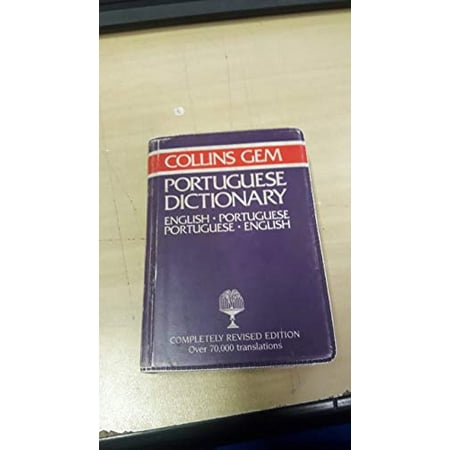 COLLINS GEM
PORTUGUESE
DICTIONARY
ENGLISH · PORTUGUESE
PORTUGUESE · ENGLISH
COMPLETELY REVISED EDITION
Over 70,000 translations